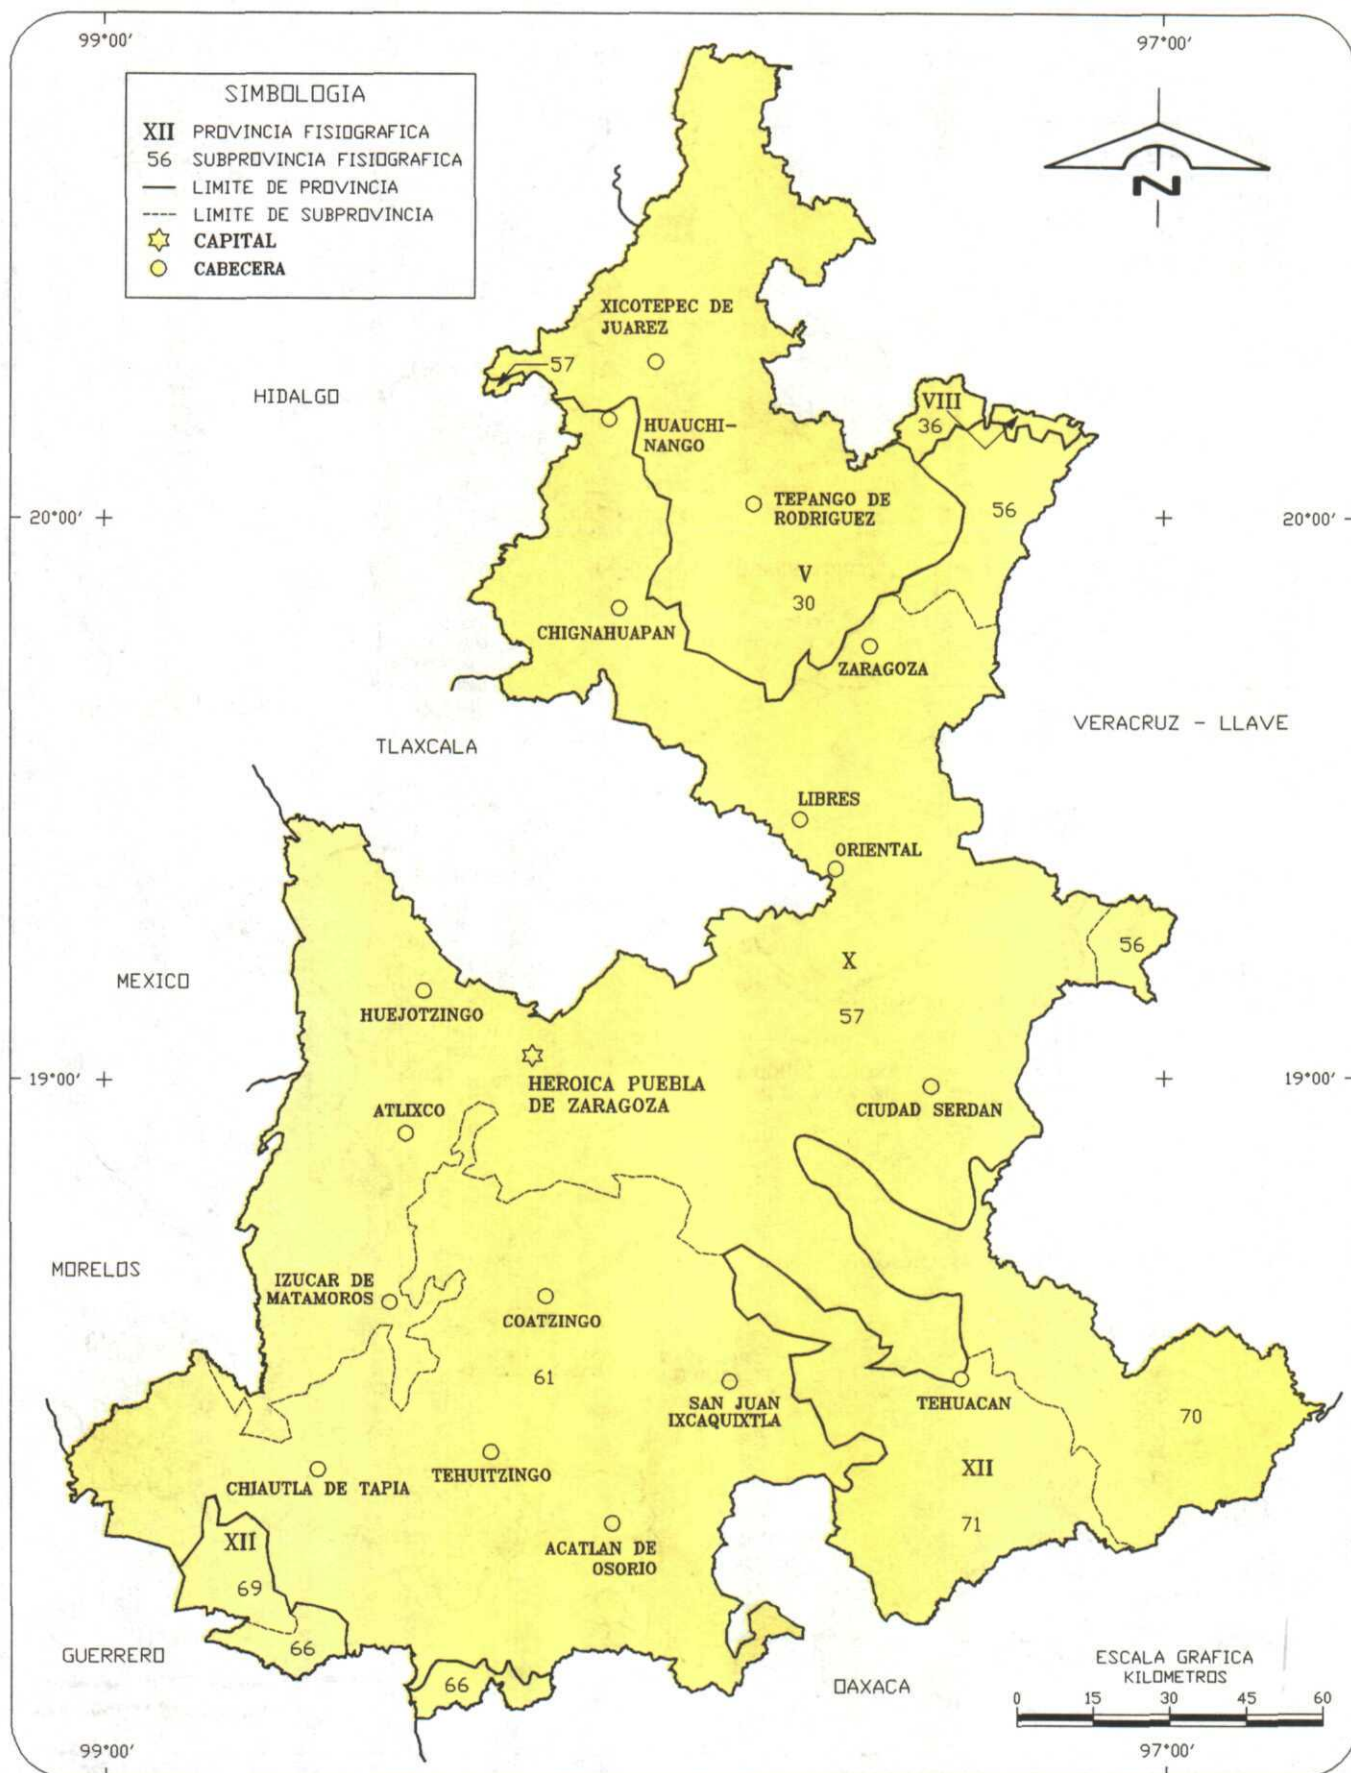 99°00'
97°00'
SIMBOLOGIA
XII PROVINCIA FISIOGRAFICA
56 SUBPROVINCIA FISIOGRAFICA
LIMITE DE PROVINCIA
LIMITE DE SUBPROVINCIA
CAPITAL
CABECERA
N
XICOTEPEC DE
JUAREZ
57
HIDALGO
VIII
36
HUAUCHI-
NANGO
TEPANGO DE
RODRIGUEZ
56
20°00'
20°00'
V
30
CHIGNAHUAPAN
ZARAGOZA
VERACRUZ - LLAVE
TLAXCALA
LIBRES
ORIENTAL
56
X
57
MEXICO
HUEJOTZINGO
19°00'
19°00'
HEROICA PUEBLA
DE ZARAGOZA
CIUDAD SERDAN
ATLIXCO
MORELOS
IZUCAR DE
MATAMOROS
COATZINGO
61
SAN JUAN
IXCAQUIXTLA
TEHUACAN
70
CHIAUTLA DE TAPIA
TEHUITZINGO
XII
71
XII
69
ACATLAN DE
OSORIO
66
66
GUERRERO
OAXACA
ESCALA GRAFICA
KILOMETROS
0 15 30 45 60
99°00'
97°00'